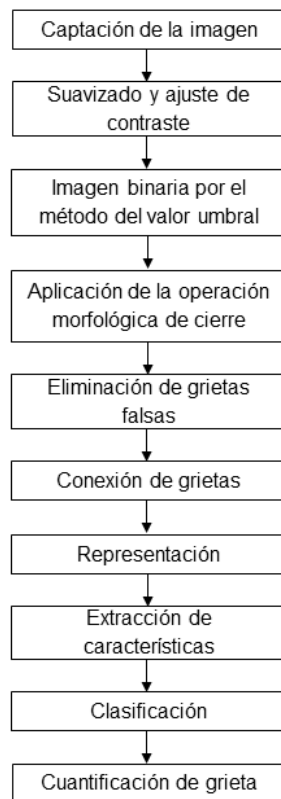 Captación de la imagen
Suavizado y ajuste de
contraste
Imagen binaria por el
método del valor umbral
Aplicación de la operación
morfológica de cierre
Eliminación de grietas
falsas
Conexión de grietas
Representación
Extracción de
características
Clasificación
Cuantificación de grieta